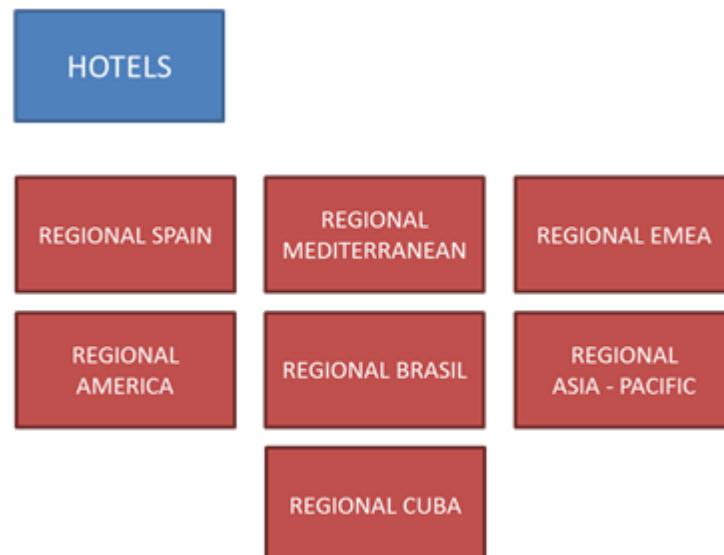 HOTELS
REGIONAL SPAIN
REGIONAL
MEDITERRANEAN
REGIONAL EMEA
REGIONAL
AMERICA
REGIONAL BRASIL
REGIONAL
ASIA - PACIFIC
REGIONAL CUBA